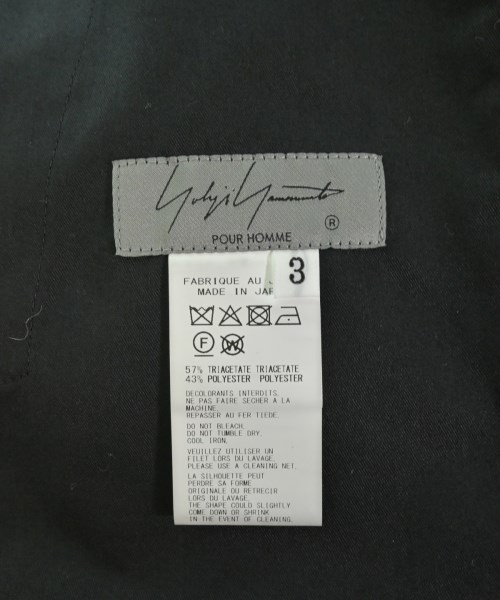 Yohji Yamamoto
®
POUR HOMME
3
FABRIQUE AU J
MADE IN JAP
F
W
57% TRIACETATE TRIACETATE
43% POLYESTER POLYESTER
DECOLORANTS INTERDITS.
NE PAS FAIRE SECHER A LA
MACHINE.
REPASSER AU FER TIEDE.
DO NOT BLEACH.
DO NOT TUMBLE DRY.
COOL IRON.
VEUILLEZ UTILISER UN
FILET LORS DU LAVAGE.
PLEASE USE A CLEANING NET.
LA SILHOUETTE PEUT
PERDRE SA FORME
ORIGINALE OU RETRECIR
LORS DU LAVAGE.
THE SHAPE COULD SLIGHTLY
COME DOWN OR SHRINK
IN THE EVENT OF CLEANING.